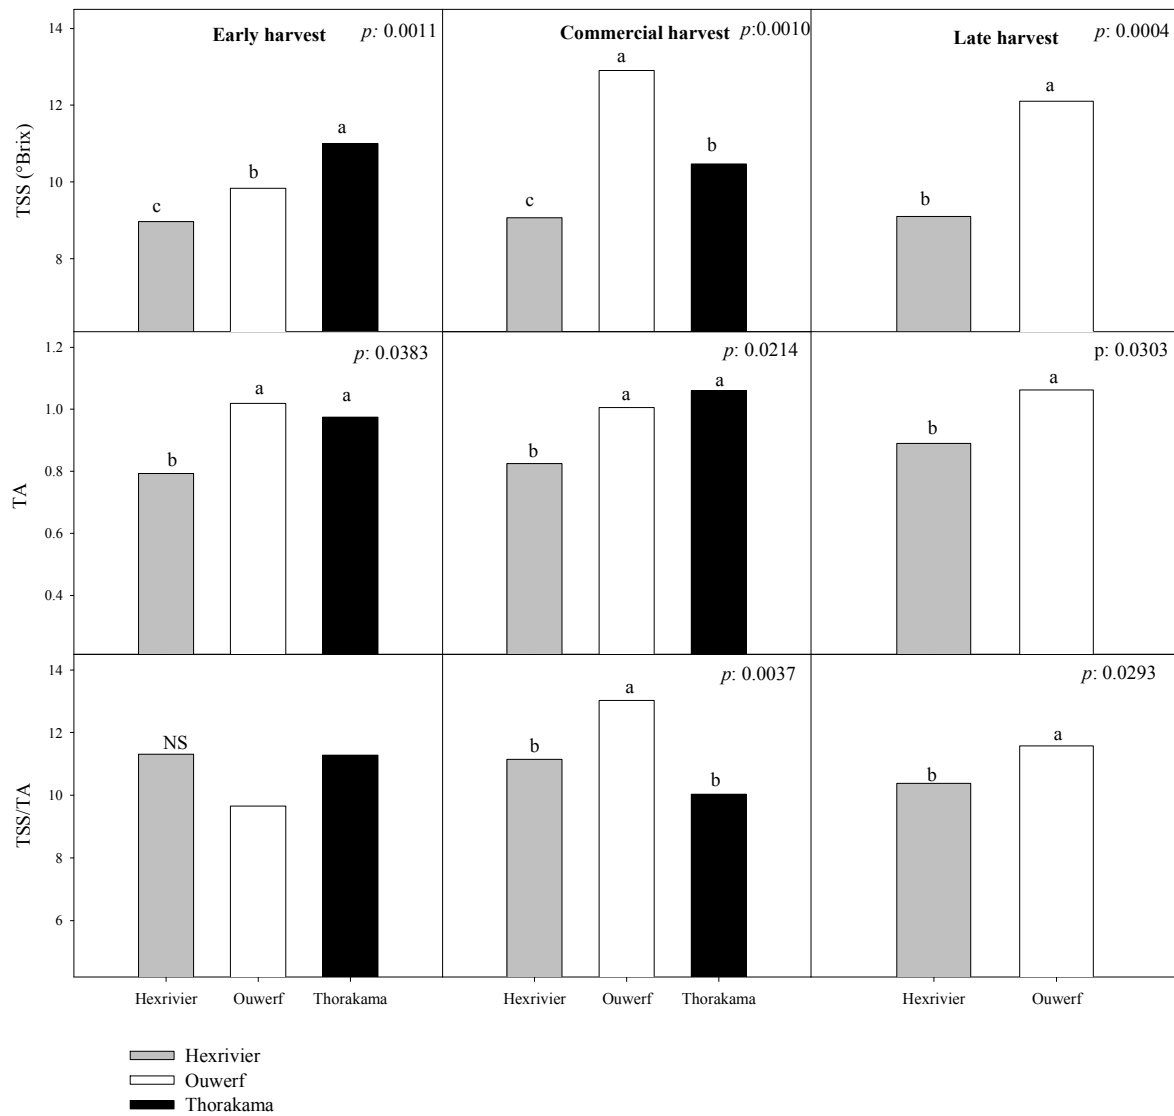 Early harvest p: 0.0011 Commercial harvest p:0.0010 Late harvest p: 0.0004
14
12
10
8
TSS (°Brix)
c b a
c a b
b a
p: 0.0383 p: 0.0214 p: 0.0303
1.2
1.0
0.8
0.6
0.4
TA
b a a
b a a
b a
p: 0.0037 p: 0.0293
14
12
10
8
6
TSS/TA
NS
b a b
b a
Hexrivier Ouwerf Thorakama Hexrivier Ouwerf Thorakama Hexrivier Ouwerf
Hexrivier
Ouwerf
Thorakama